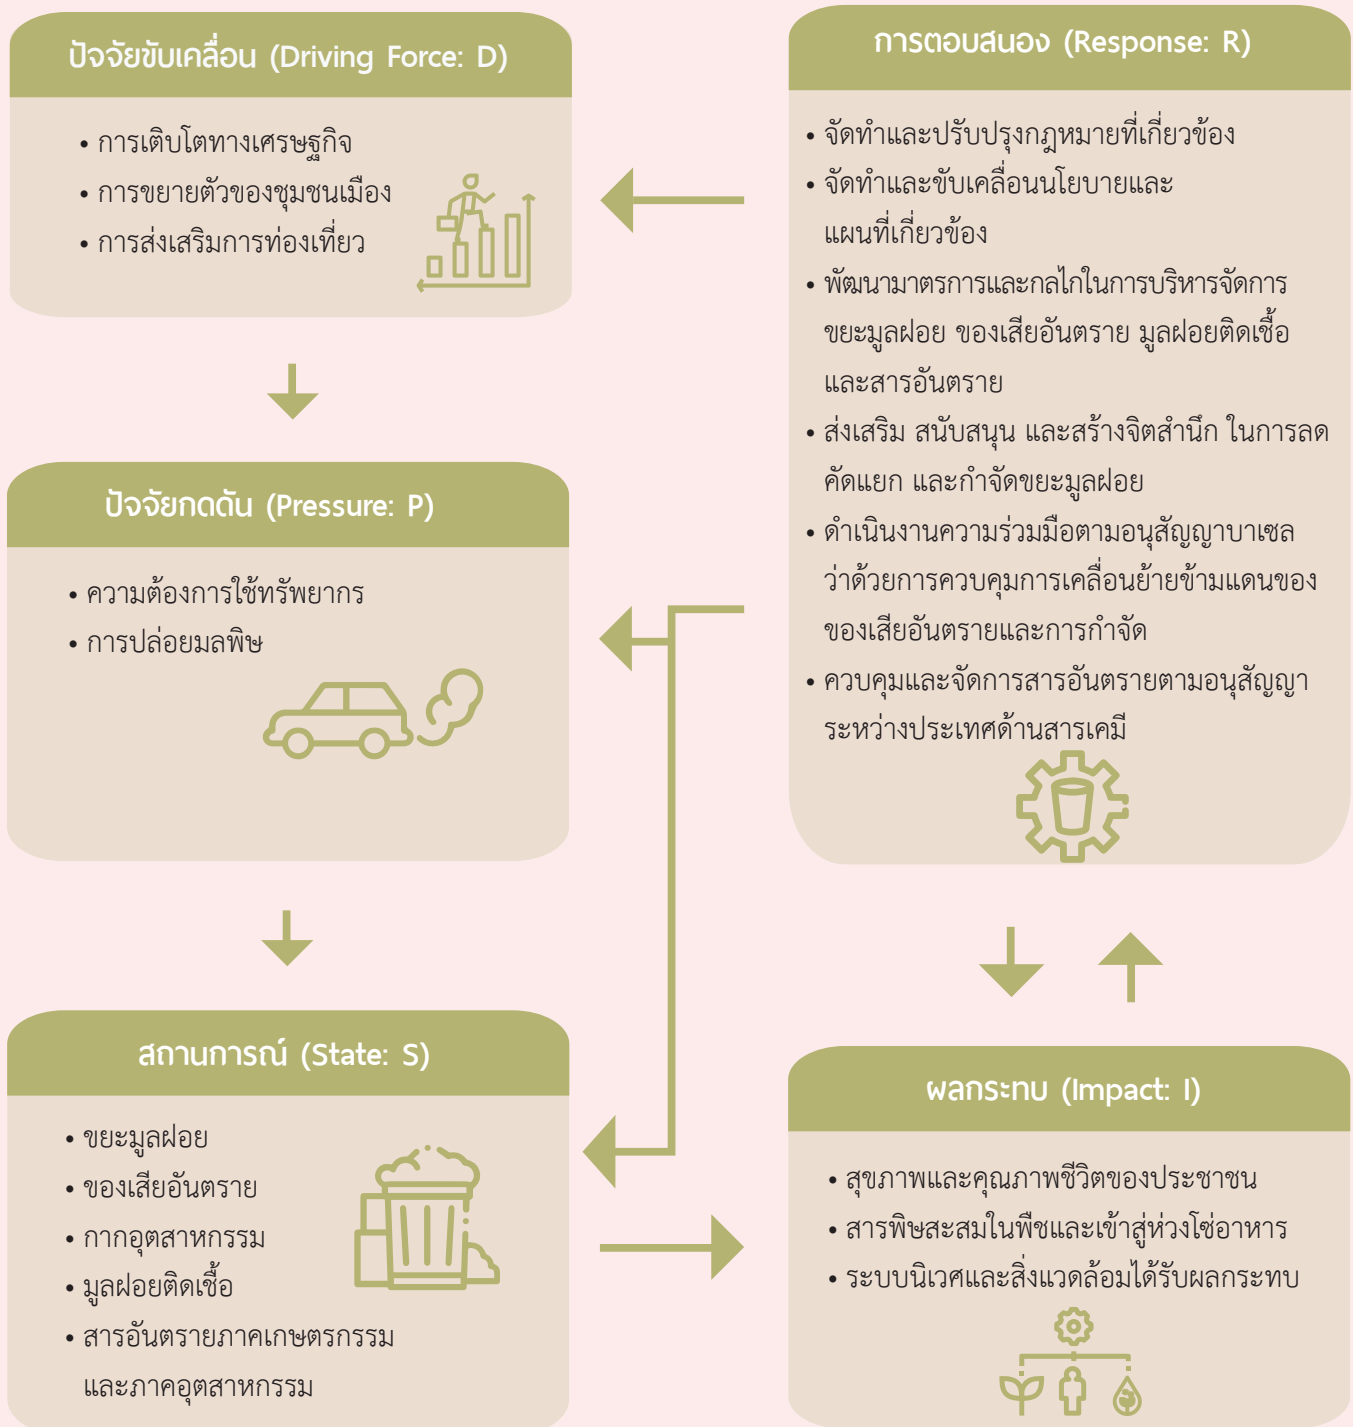 ปัจจัยขับเคลื่อน (Driving Force: D)
• การเติบโตทางเศรษฐกิจ
• การขยายตัวของชุมชนเมือง
• การส่งเสริมการท่องเที่ยว
ปัจจัยกดดัน (Pressure: P)
• ความต้องการใช้ทรัพยากร
• การปล่อยมลพิษ
สถานการณ์ (State: S)
• ขยะมูลฝอย
• ของเสียอันตราย
• กากอุตสาหกรรม
• มูลฝอยติดเชื้อ
• สารอันตรายภาคเกษตรกรรม
และภาคอุตสาหกรรม
การตอบสนอง (Response: R)
• จัดทำและปรับปรุงกฎหมายที่เกี่ยวข้อง
• จัดทำและขับเคลื่อนนโยบายและ
แผนที่เกี่ยวข้อง
• พัฒนามาตรการและกลไกในการบริหารจัดการ
ขยะมูลฝอย ของเสียอันตราย มูลฝอยติดเชื้อ
และสารอันตราย
• ส่งเสริม สนับสนุน และสร้างจิตสำนึก ในการลด
คัดแยก และกำจัดขยะมูลฝอย
• ดำเนินงานความร่วมมือตามอนุสัญญาบาเซล
ว่าด้วยการควบคุมการเคลื่อนย้ายข้ามแดนของ
ของเสียอันตรายและการกำจัด
• ควบคุมและจัดการสารอันตรายตามอนุสัญญา
ระหว่างประเทศด้านสารเคมี
ผลกระทบ (Impact: I)
• สุขภาพและคุณภาพชีวิตของประชาชน
• สารพิษสะสมในพืชและเข้าสู่ห่วงโซ่อาหาร
• ระบบนิเวศและสิ่งแวดล้อมได้รับผลกระทบ